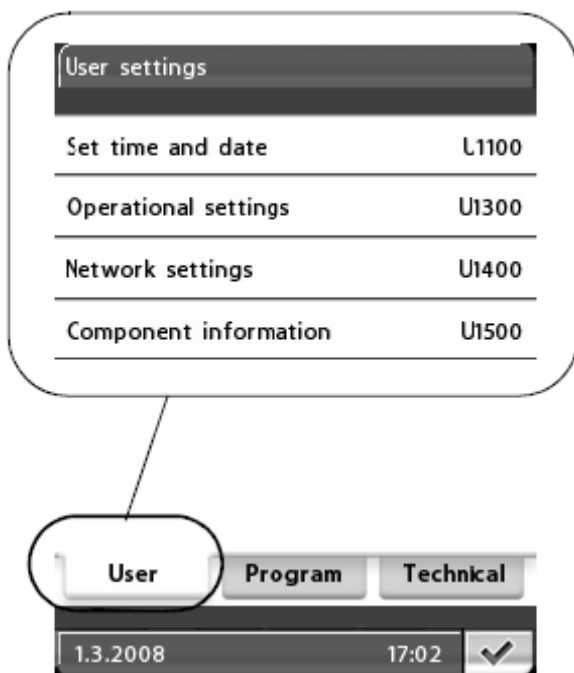 User settings
Set time and date U1100
Operational settings U1300
Network settings U1400
Component information U1500
User Program Technical
1.3.2008 17:02